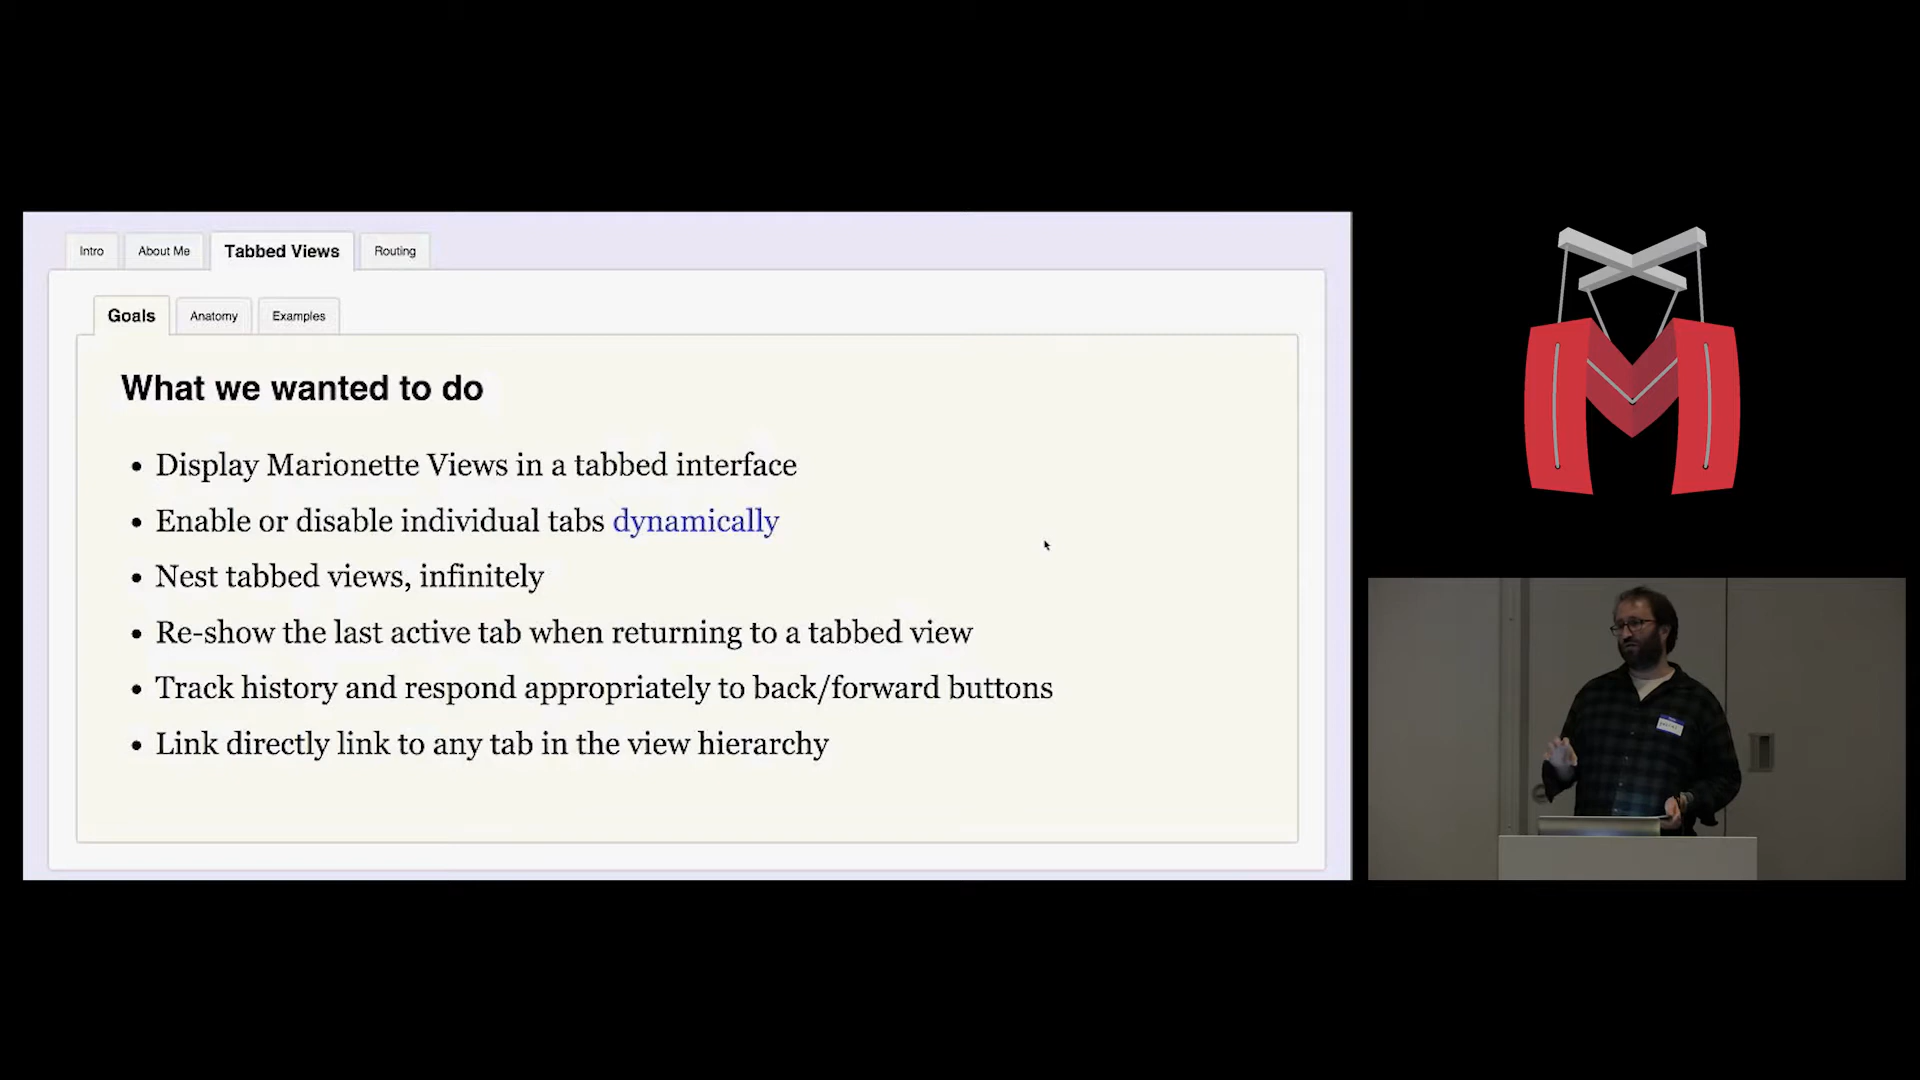 Intro
About Me
Tabbed Views
Routing
Goals
Anatomy
Examples
What we wanted to do
• Display Marionette Views in a tabbed interface
• Enable or disable individual tabs dynamically
• Nest tabbed views, infinitely
• Re-show the last active tab when returning to a tabbed view
• Track history and respond appropriately to back/forward buttons
• Link directly link to any tab in the view hierarchy